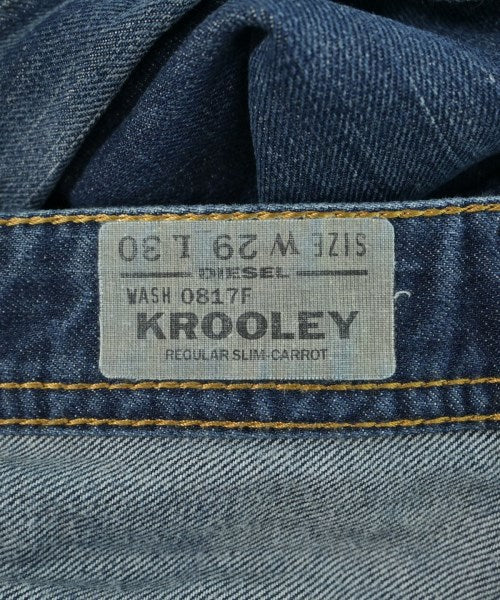 SIZE W 29 L 30
DIESEL
WASH 0817F
KROOLEY
REGULAR SLIM-CARROT